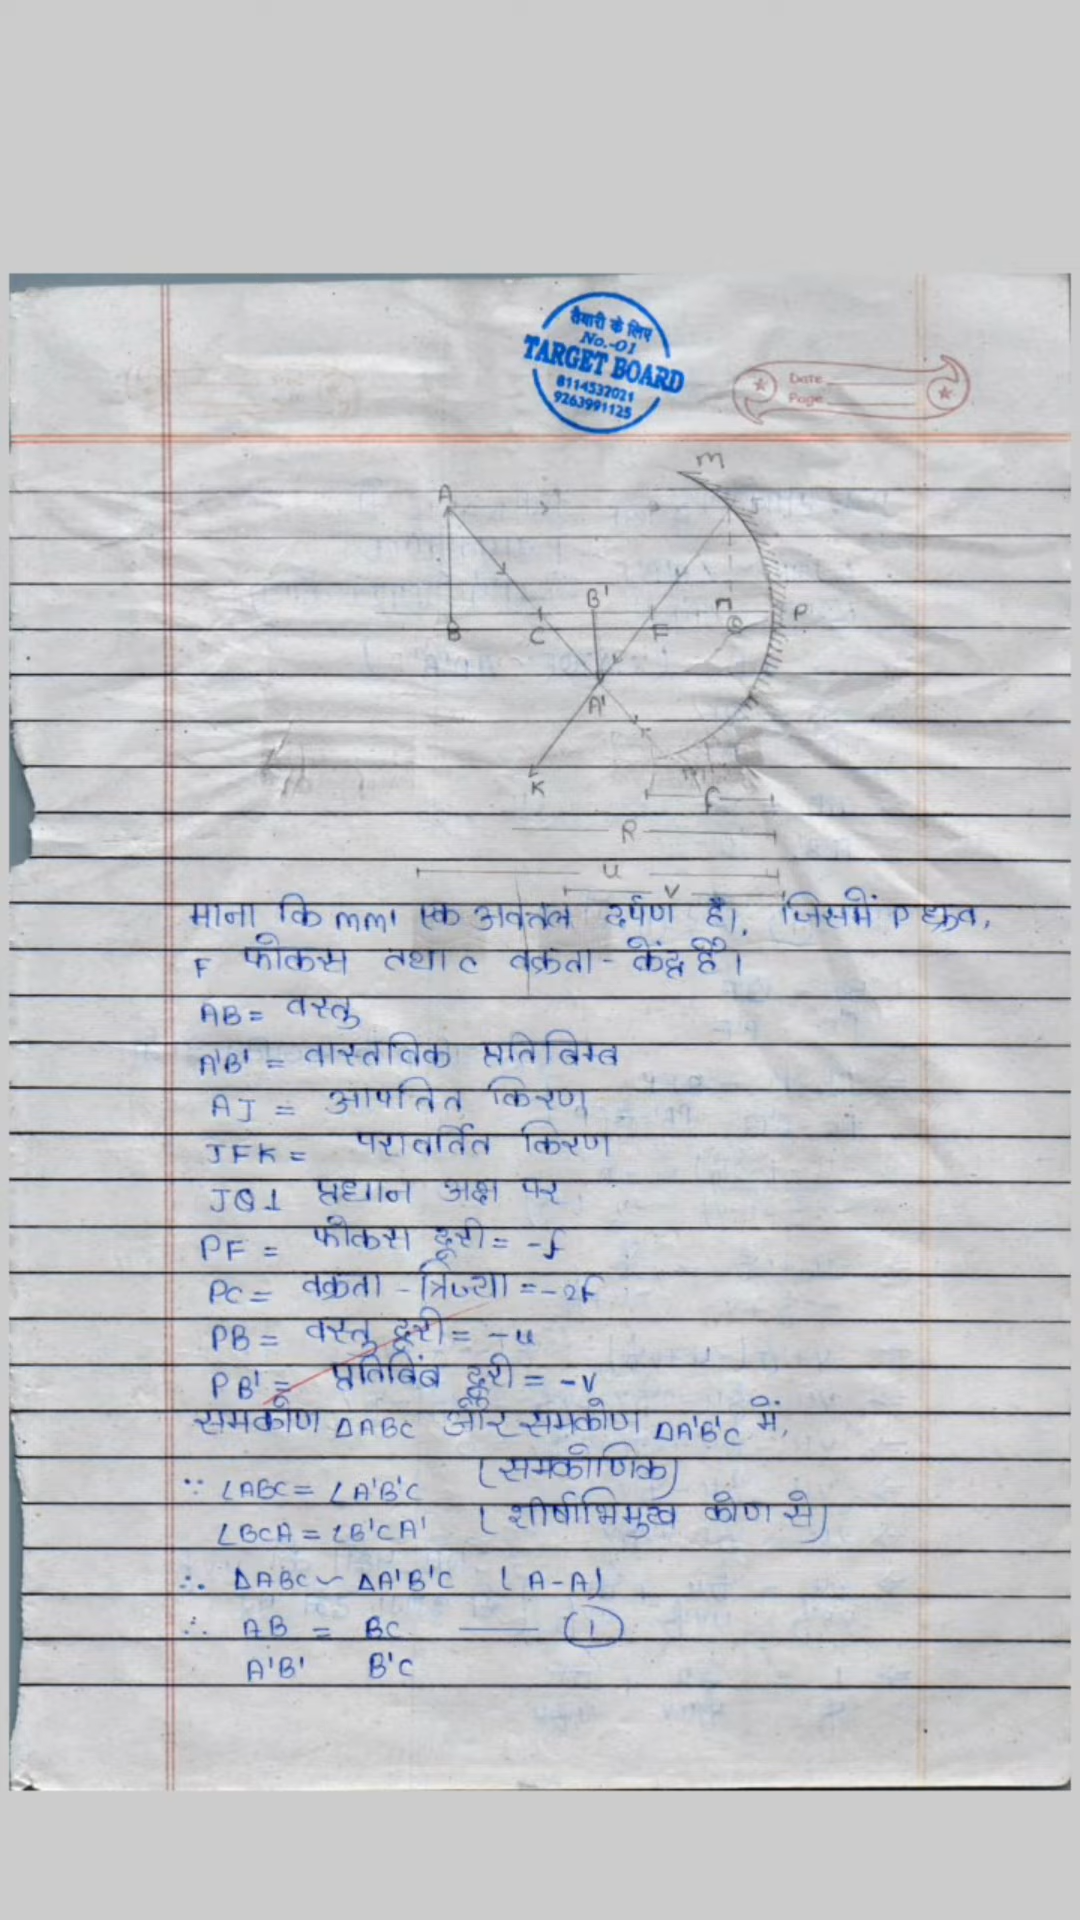 तैयारी के लिए
No.-01
TARGET BOARD
8114532021
9263991125
Date
Page
m
A
B'
n
P
B
C
F
Q
A'
K
f
R
u
v
माना कि mm' एक अवतल दर्पण है।, जिसमें P ध्रुव,
F फोकस तथा C वक्रता - केंद्र है।
AB = वस्तु
A'B' = वास्तविक प्रतिबिम्ब
AJ = आपतित किरण
JFK = परावर्तित किरण
JQ⊥ प्रधान अक्ष पर
PF = फोकस दूरी = -f
PC = वक्रता - त्रिज्या = -2f
PB = वस्तु दूरी = -u
PB' = प्रतिबिंब दूरी = -v
समकोण ΔABC और समकोण ΔA'B'C में,
∵ ∠ABC = ∠A'B'C (समकोणिक)
∠BCA = ∠B'CA' (शीर्षाभिमुख कोण से)
∴ ΔABC ~ ΔA'B'C (A-A)
∴ AB = BC —— (1)
A'B' B'C